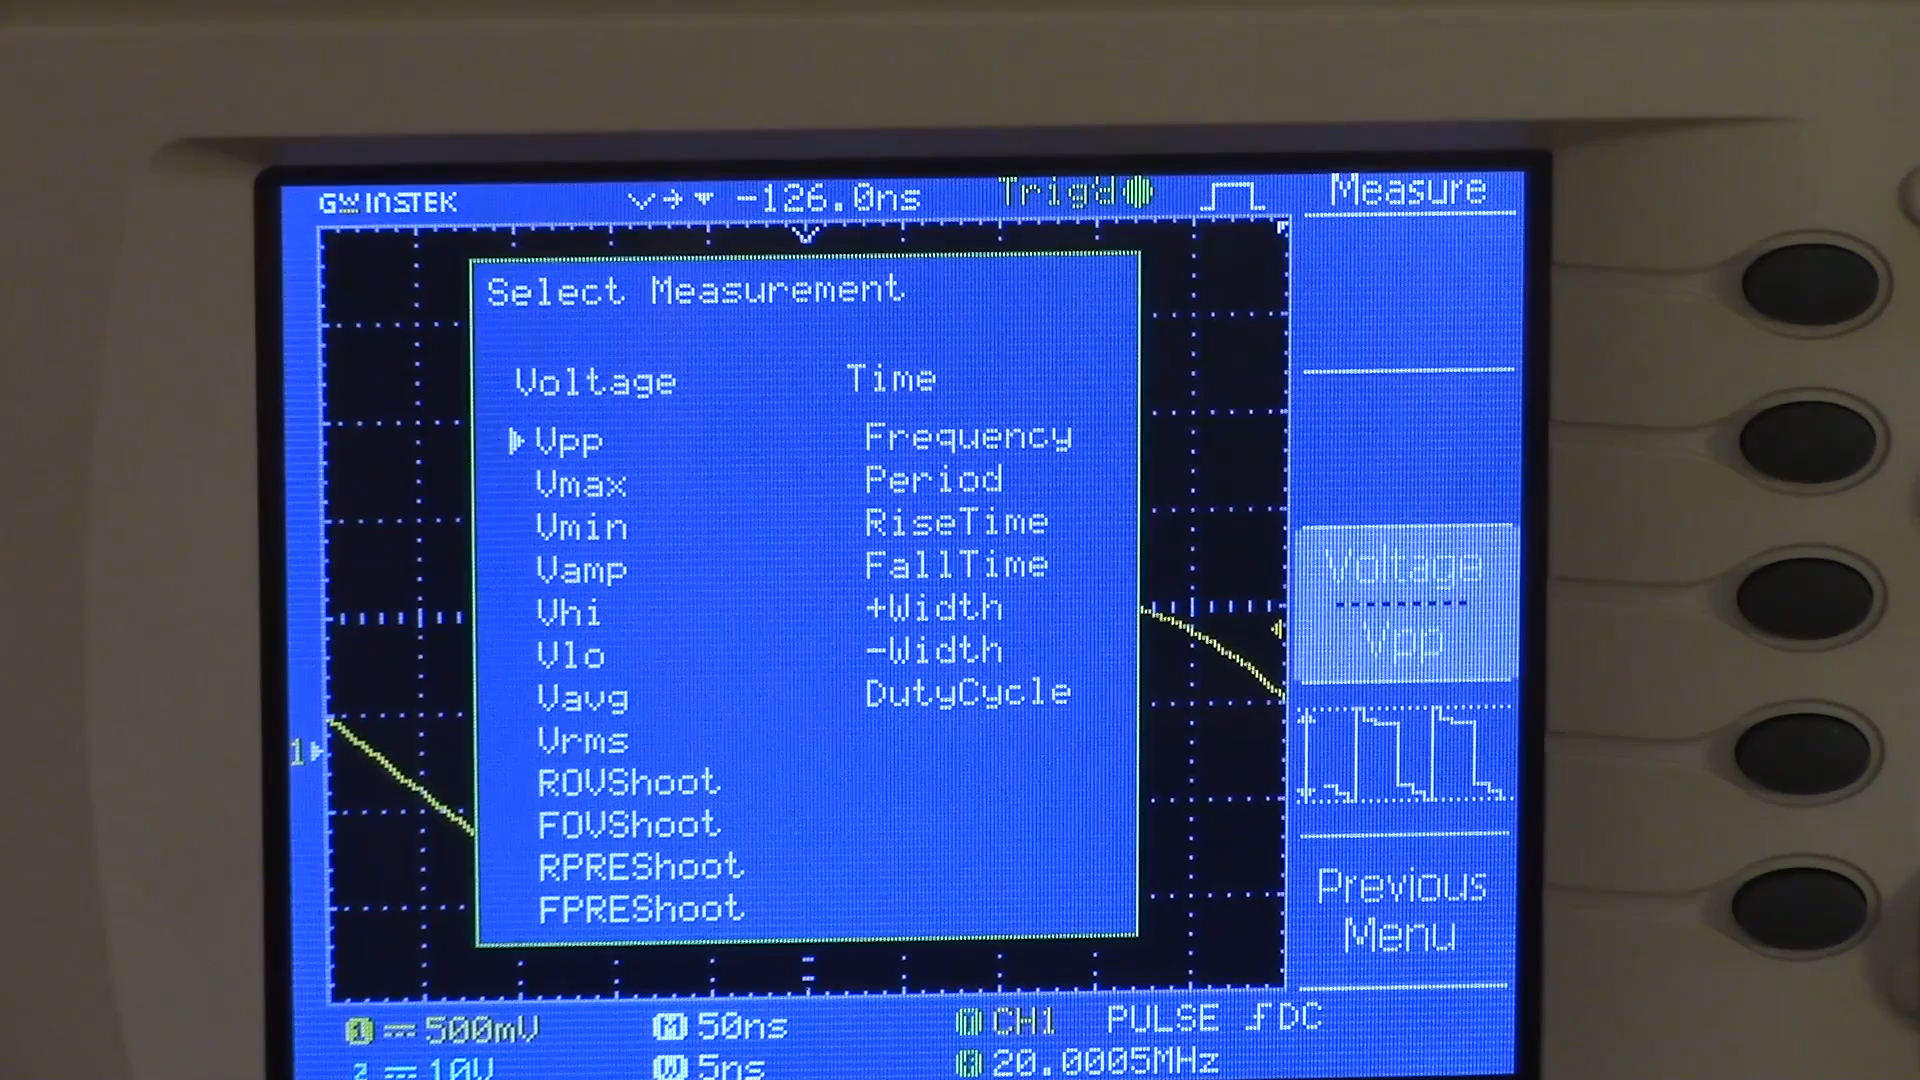 GWINSTEK -126.0ns Trig'd Measure
Select Measurement
Voltage Time
Vpp Frequency
Vmax Period
Vmin RiseTime
Vamp FallTime
Vhi +Width
Vlo -Width
Vavg DutyCycle
Vrms
ROVShoot
FOVShoot
RPREShoot
FPREShoot
Voltage
Vpp
Previous
Menu
1
1 500mV M 50ns T CH1 PULSE DC
2 10V W 5ns 20.0005MHz